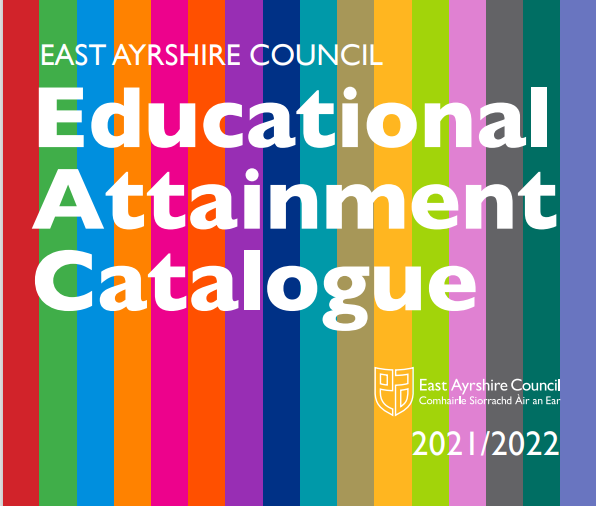 EAST AYRSHIRE COUNCIL
Educational
Attainment
Catalogue
East Ayrshire Council
Comhairle Siorrachd Àir an Ear
2021/2022